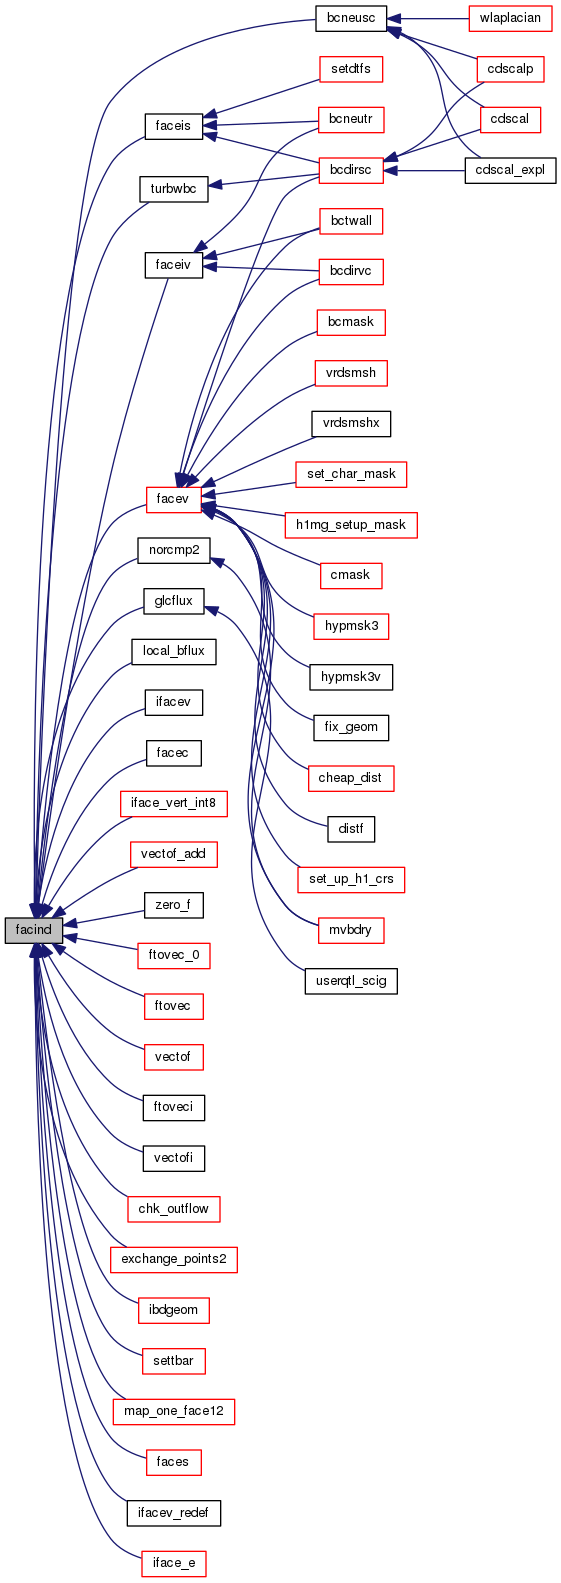 bcneusc
wlaplacian
setdtfs
cdscalp
bcneutr
cdscal
faceis
bcdirsc
cdscal_expl
turbwbc
bctwall
faceiv
bcdirvc
bcmask
vrdsmsh
vrdsmshx
set_char_mask
facev
h1mg_setup_mask
norcmp2
cmask
glcflux
hypmsk3
local_bflux
hypmsk3v
ifacev
fix_geom
facec
cheap_dist
iface_vert_int8
distf
vectof_add
set_up_h1_crs
zero_f
facind
mvbdry
ftovec_0
userqtl_scig
ftovec
vectof
ftoveci
vectofi
chk_outflow
exchange_points2
ibdgeom
settbar
map_one_face12
faces
ifacev_redef
iface_e